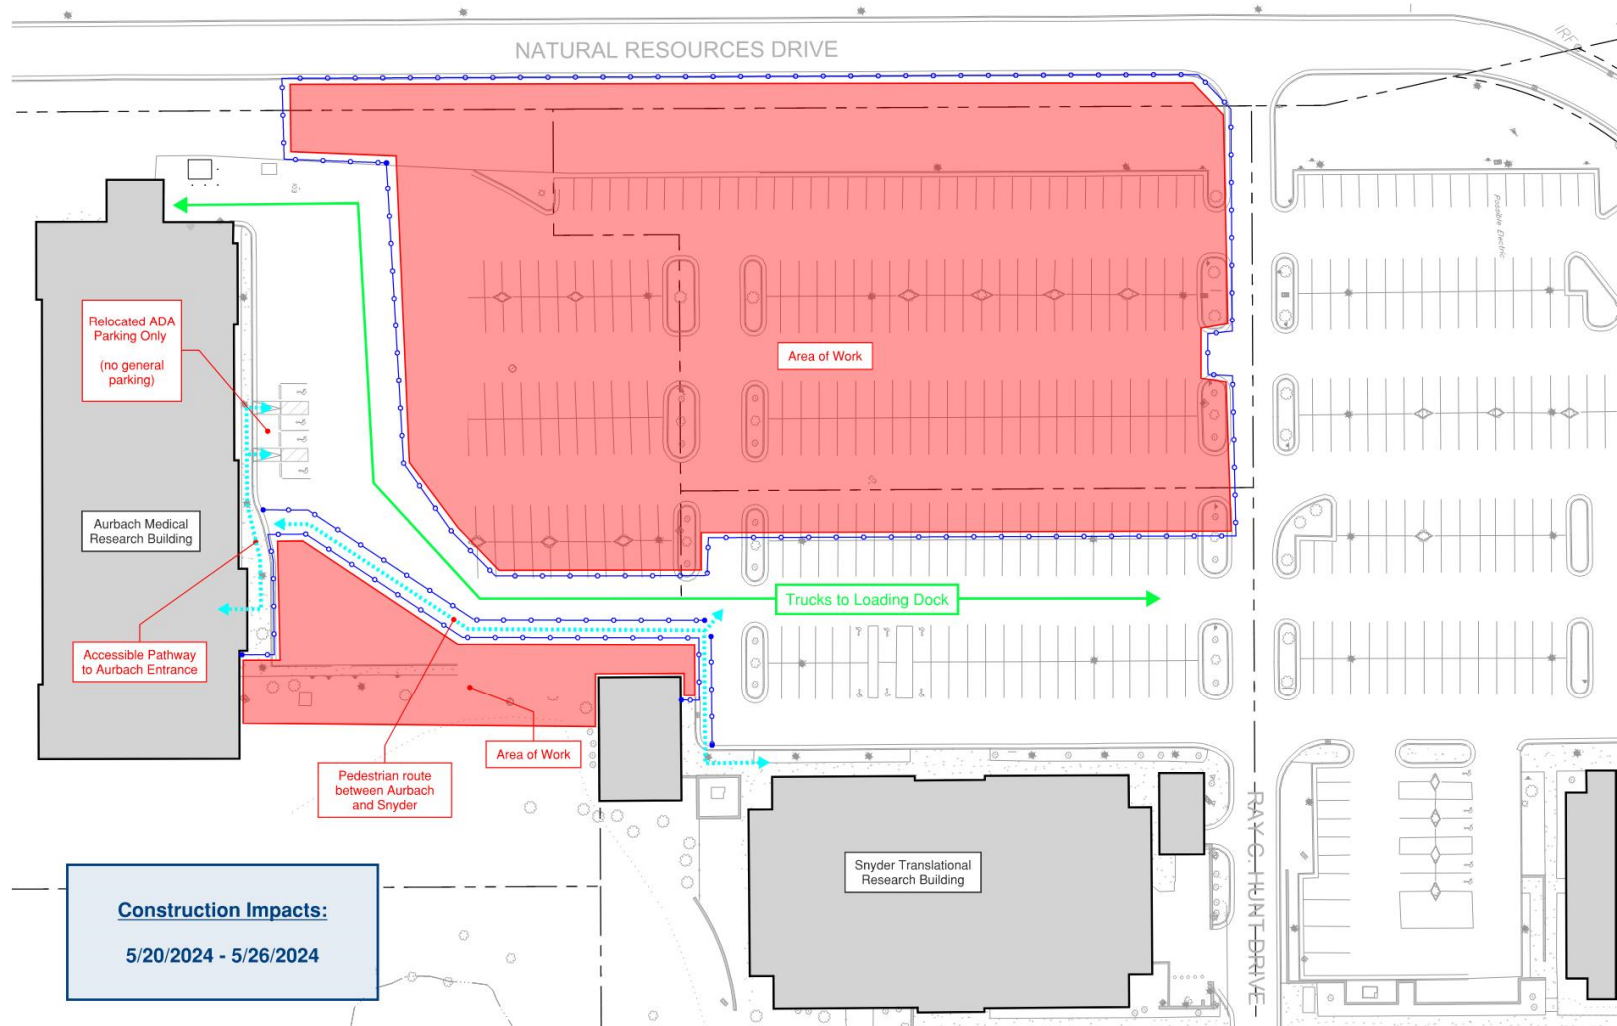 NATURAL RESOURCES DRIVE
Possible Electric
Relocated ADA
Parking Only
(no general
parking)
Area of Work
Aurbach Medical
Research Building
Trucks to Loading Dock
Accessible Pathway
to Aurbach Entrance
Area of Work
Pedestrian route
between Aurbach
and Snyder
Snyder Translational
Research Building
RAY C. HUNT DRIVE
Construction Impacts:
5/20/2024 - 5/26/2024